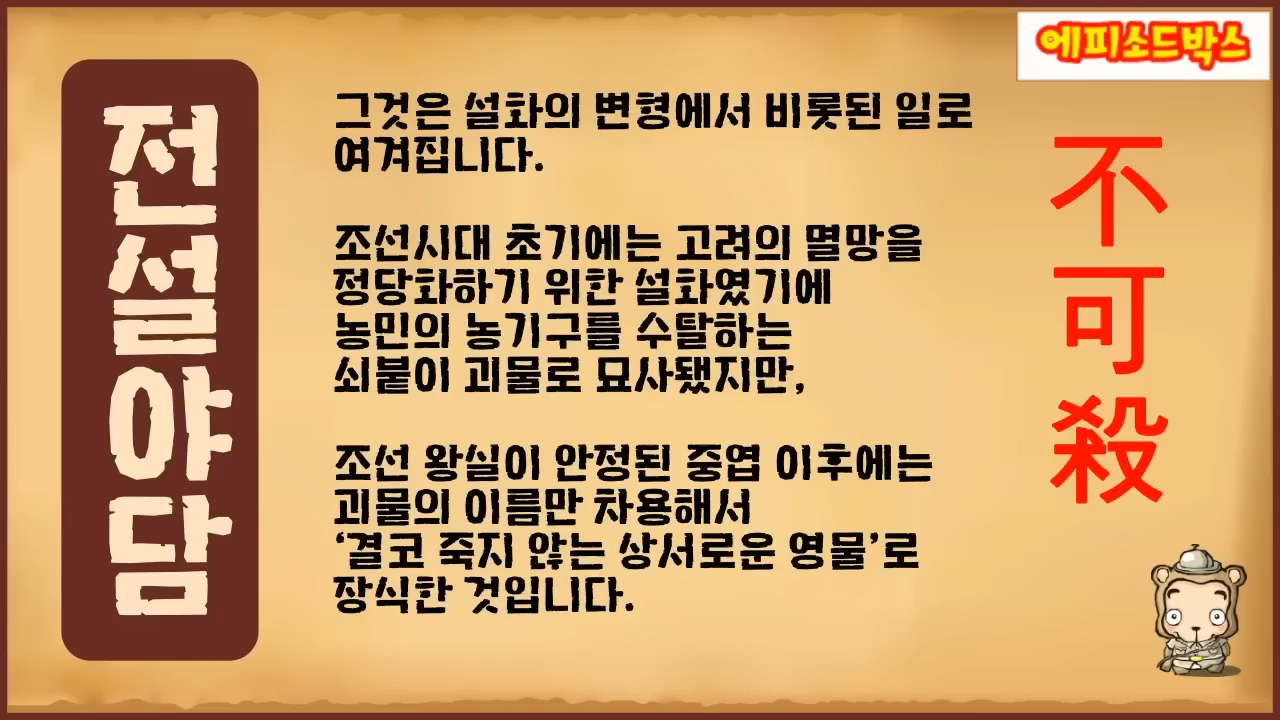 전설야담
그것은 설화의 변형에서 비롯된 일로
여겨집니다.
조선시대 초기에는 고려의 멸망을
정당화하기 위한 설화였기에
농민의 농기구를 수탈하는
쇠붙이 괴물로 묘사됐지만,
조선 왕실이 안정된 중엽 이후에는
괴물의 이름만 차용해서
‘결코 죽지 않는 상서로운 영물’로
장식한 것입니다.
에피소드박스
不可殺